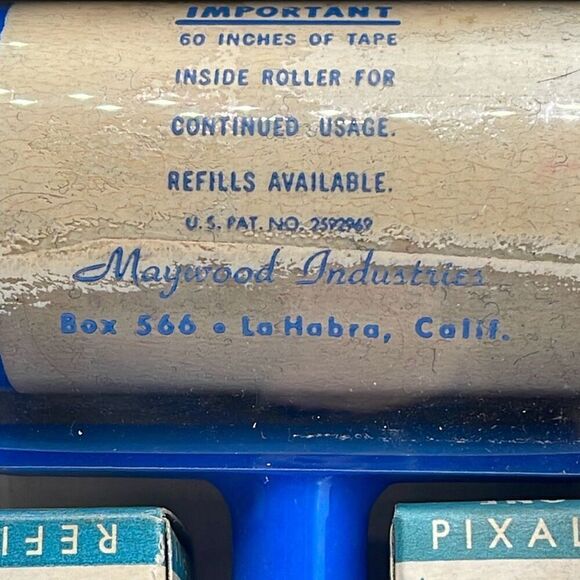 IMPORTANT
60 INCHES OF TAPE
INSIDE ROLLER FOR
CONTINUED USAGE.
REFILLS AVAILABLE.
U.S. PAT. NO. 2592969
Maywood Industries
Box 566 • La Habra, Calif.
REFI
PIXAL